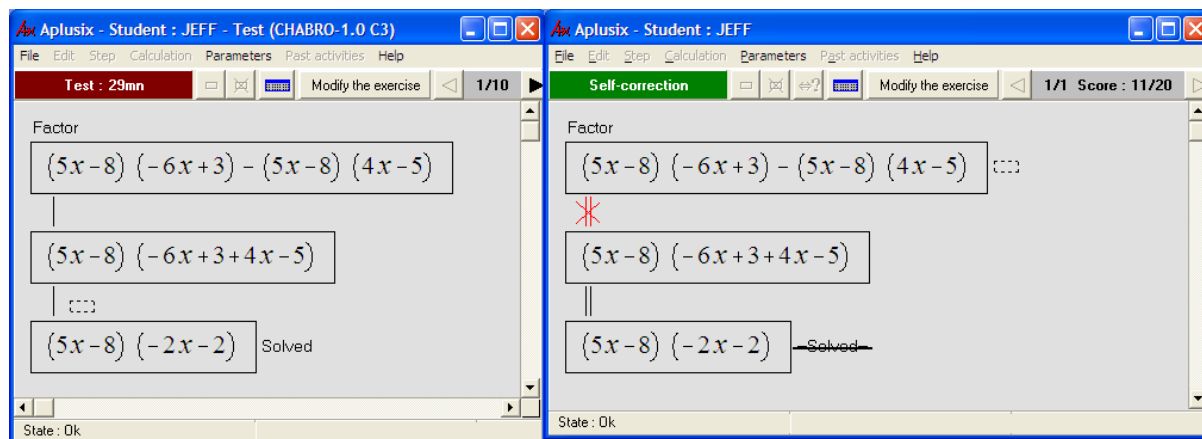 Aplusix - Student : JEFF - Test (CHABRO-1.0 C3)
File Edit Step Calculation Parameters Past activities Help
Test : 29mn Modify the exercise 1/10
Factor
(5x-8) (-6x+3) - (5x-8) (4x-5)
(5x-8) (-6x+3+4x-5)
(5x-8) (-2x-2) Solved
State : Ok
Aplusix - Student : JEFF
File Edit Step Calculation Parameters Past activities Help
Self-correction ⇔? Modify the exercise 1/1 Score : 11/20
Factor
(5x-8) (-6x+3) - (5x-8) (4x-5)
(5x-8) (-6x+3+4x-5)
(5x-8) (-2x-2) Solved
State : Ok